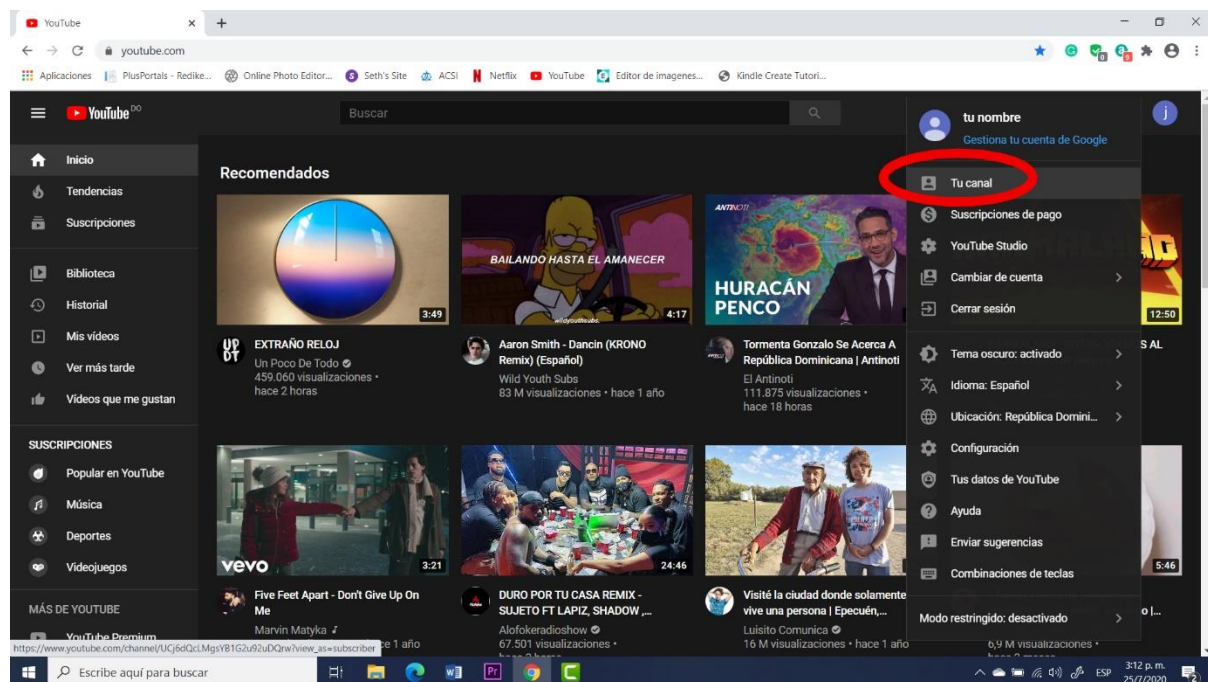 YouTube
youtube.com
Aplicaciones
PlusPortals - Redike...
Online Photo Editor...
Seth's Site
ACSI
Netflix
YouTube
Editor de imagenes...
Kindle Create Tutori...
YouTube DO
Buscar
j
Inicio
Tendencias
Suscripciones
Biblioteca
Historial
Mis vídeos
Ver más tarde
Vídeos que me gustan
SUSCRIPCIONES
Popular en YouTube
Música
Deportes
Videojuegos
MÁS DE YOUTUBE
YouTube Premium
Recomendados
3:49
UP
DT
EXTRAÑO RELOJ
Un Poco De Todo
459.060 visualizaciones •
hace 2 horas
BAILANDO HASTA EL AMANECER
wildyouthsubs.
4:17
Aaron Smith - Dancin (KRONO
Remix) (Español)
Wild Youth Subs
83 M visualizaciones • hace 1 año
ANTINOTI
HURACÁN
PENCO
Tormenta Gonzalo Se Acerca A
República Dominicana | Antinoti
El Antinoti
111.875 visualizaciones •
hace 18 horas
12:50
S AL
vevo
3:21
Five Feet Apart - Don't Give Up On
Me
Marvin Matyka
ce 1 año
24:46
DURO POR TU CASA REMIX -
SUJETO FT LAPIZ, SHADOW ,...
Alofokeradioshow
67.501 visualizaciones •
Visité la ciudad donde solamente
vive una persona | Epecuén,...
Luisito Comunica
16 M visualizaciones • hace 1 año
5:46
o |...
6,9 M visualizaciones •
tu nombre
Gestiona tu cuenta de Google
Tu canal
Suscripciones de pago
YouTube Studio
Cambiar de cuenta
Cerrar sesión
Tema oscuro: activado
Idioma: Español
Ubicación: República Domini...
Configuración
Tus datos de YouTube
Ayuda
Enviar sugerencias
Combinaciones de teclas
Modo restringido: desactivado
https://www.youtube.com/channel/UCj6dQcLMgsYB1G2u92uDQrw?view_as=subscriber
Escribe aquí para buscar
ESP
3:12 p. m.
25/7/2020